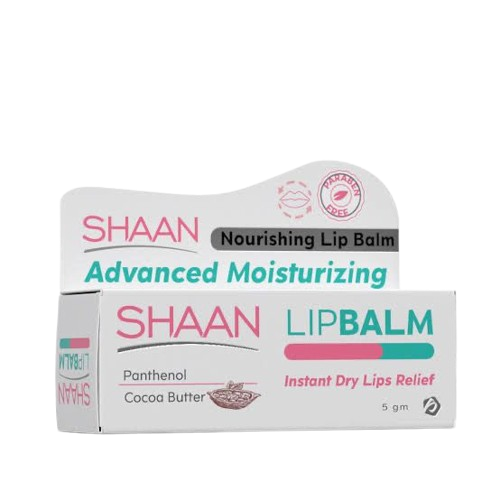 PARABEN
FREE
SHAAN
Nourishing Lip Balm
Advanced Moisturizing
SHAAN
LIPBALM
Panthenol
Cocoa Butter
Instant Dry Lips Relief
5 gm
SHAAN
LIPBALM